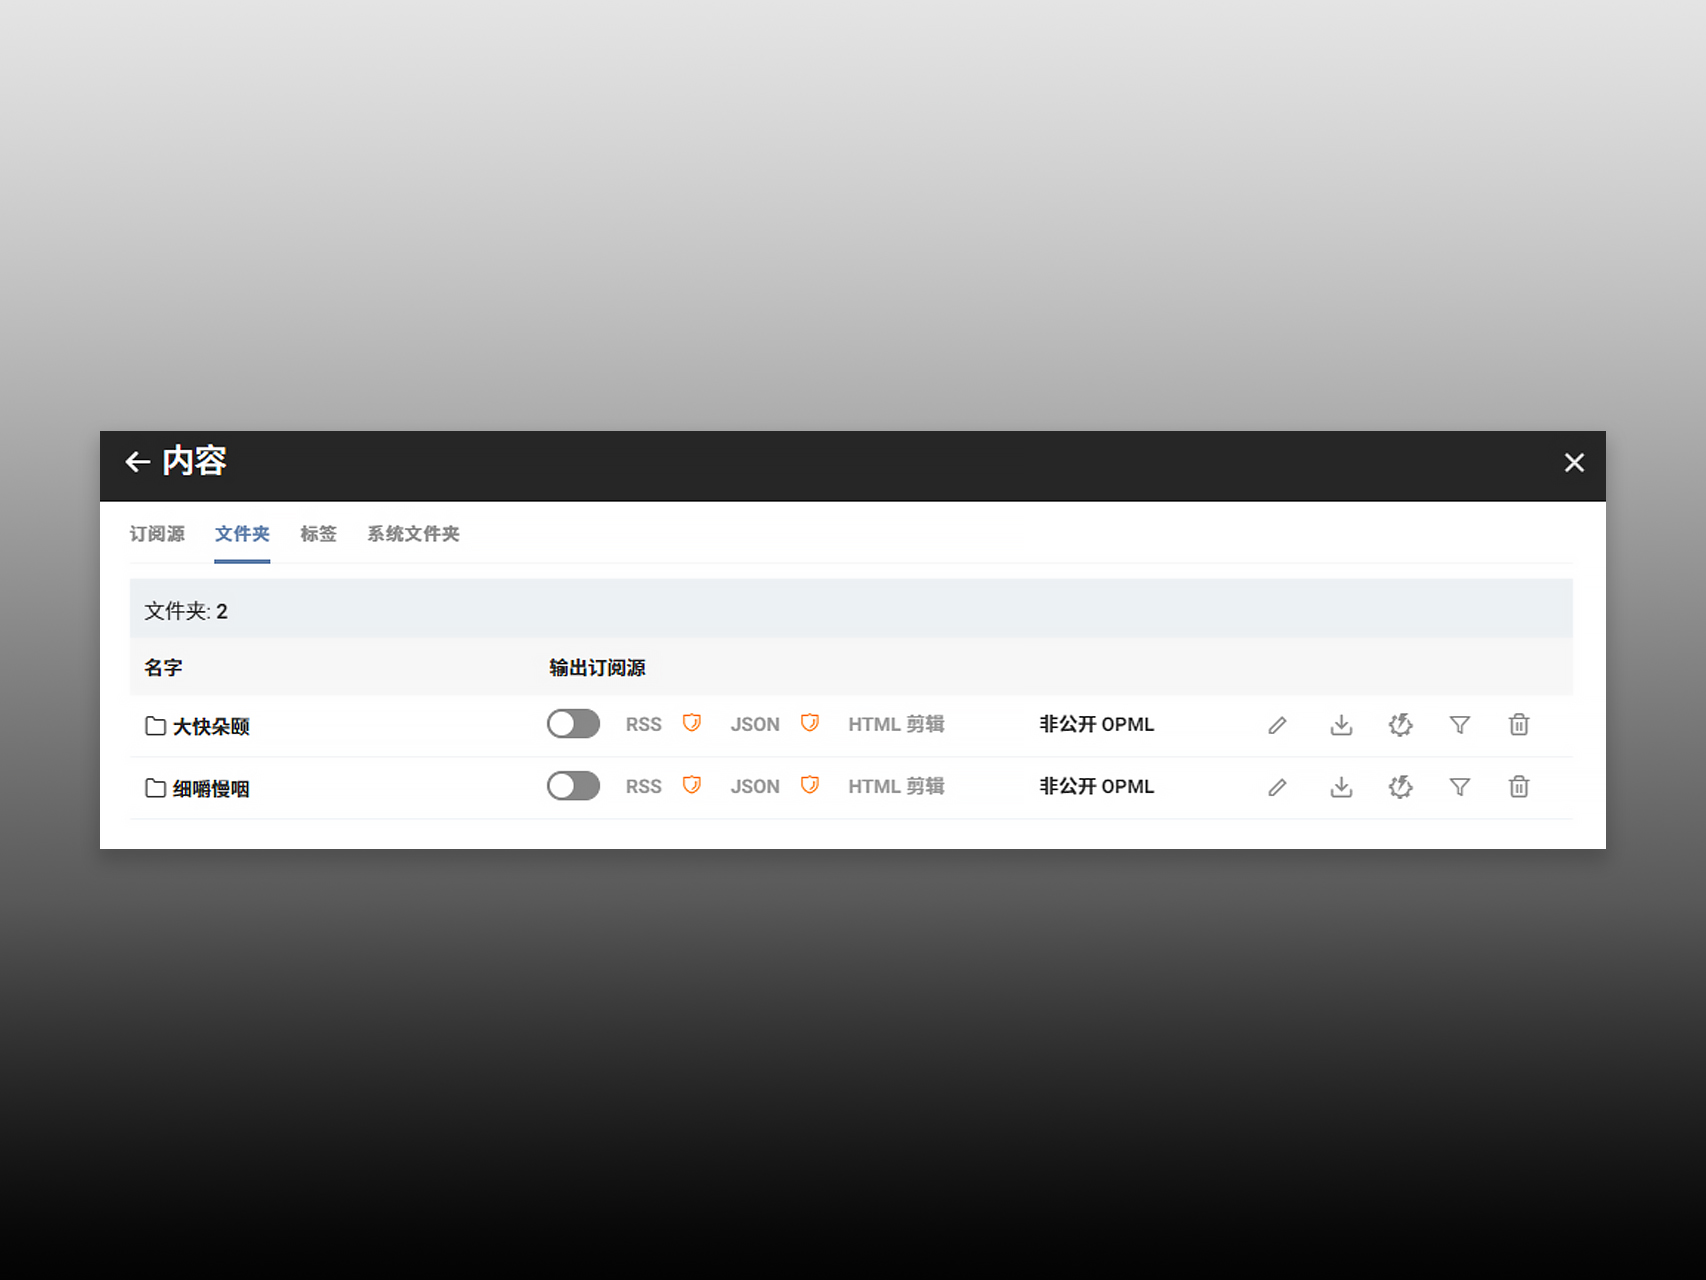 内容
订阅源 文件夹 标签 系统文件夹
文件夹: 2
名字 输出订阅源
大快朵颐 RSS JSON HTML 剪辑 非公开 OPML
细嚼慢咽 RSS JSON HTML 剪辑 非公开 OPML